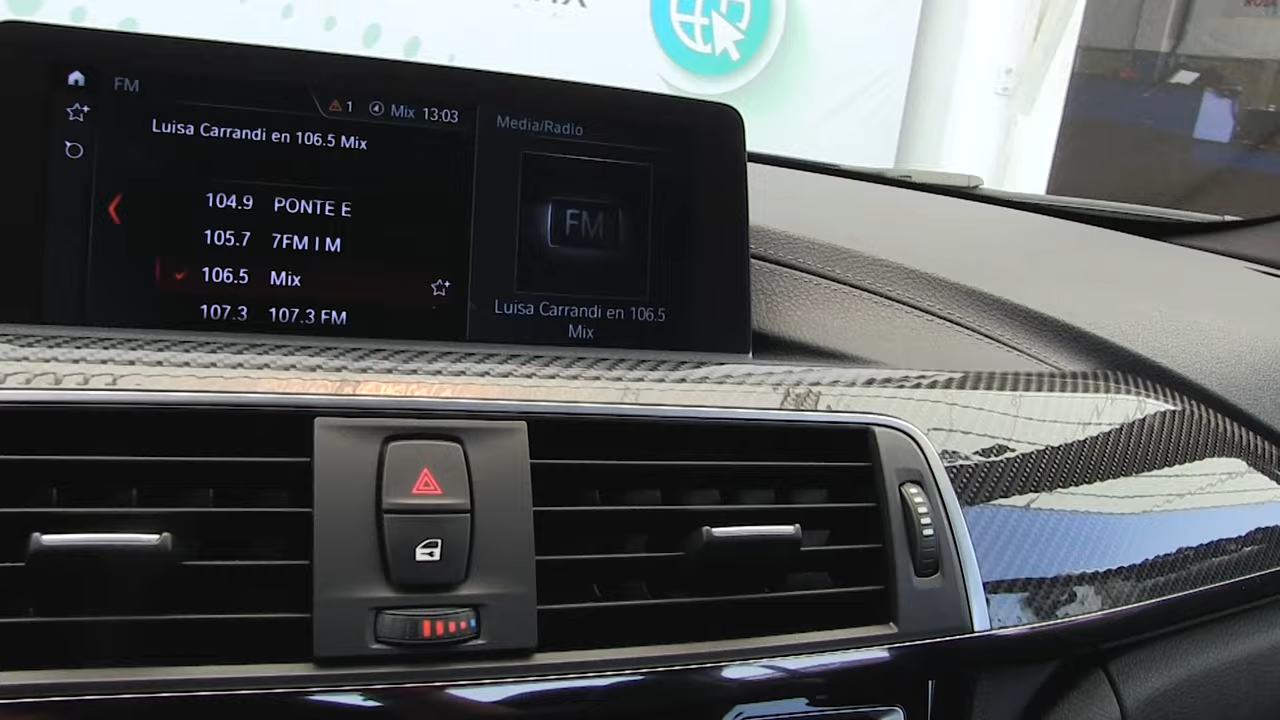 FM
1 Mix 13:03
Luisa Carrandi en 106.5 Mix
104.9 PONTE E
105.7 7FM I M
106.5 Mix
107.3 107.3 FM
Media/Radio
FM
Luisa Carrandi en 106.5
Mix